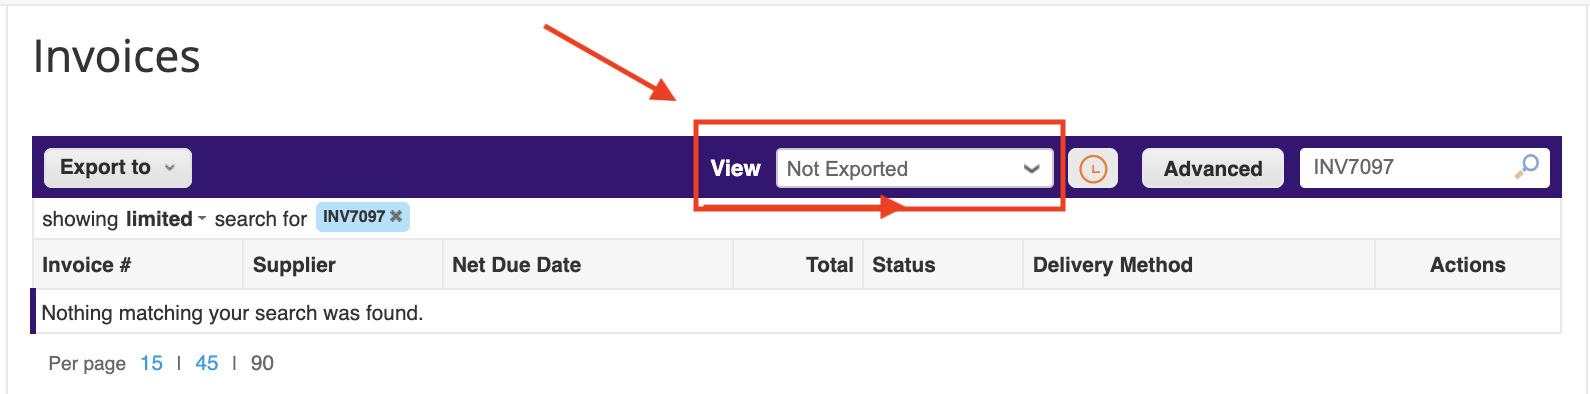 Invoices
Export to View Not Exported Advanced INV7097
showing limited search for INV7097
Invoice # Supplier Net Due Date Total Status Delivery Method Actions
Nothing matching your search was found.
Per page 15 | 45 | 90